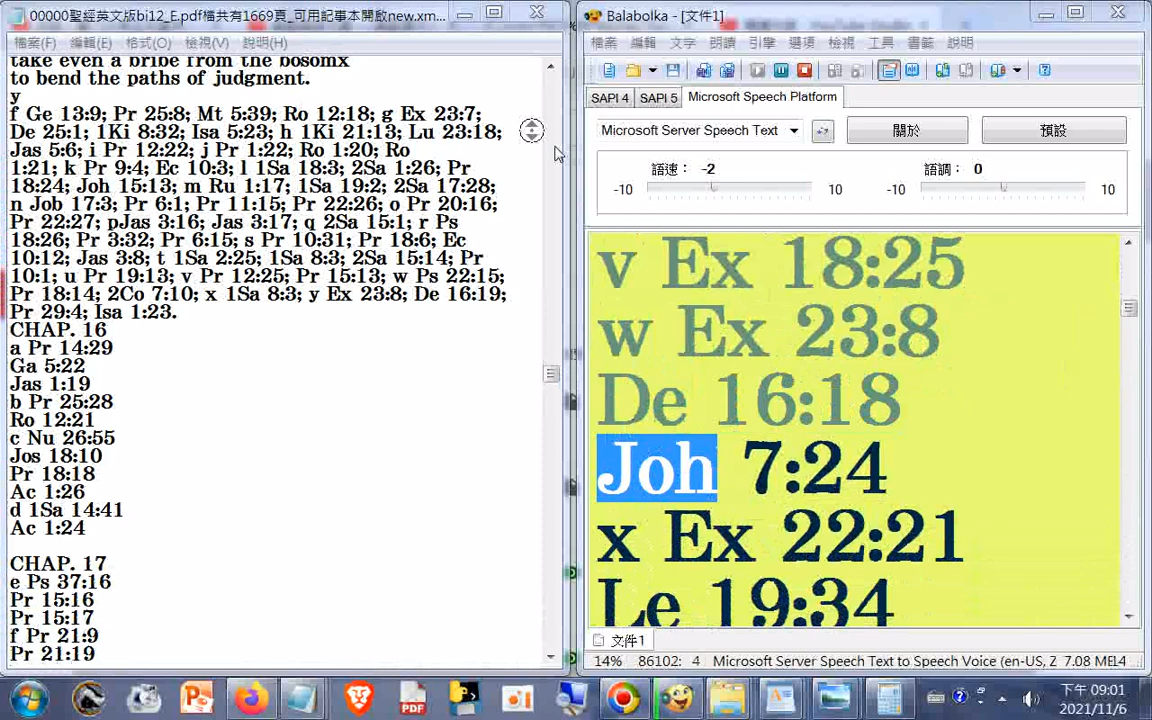 00000聖經英文版bi12_E.pdf檔共有1669頁_可用記事本開啟new.xm...
檔案(F) 編輯(E) 格式(O) 檢視(V) 說明(H)
take even a bribe from the bosomx
to bend the paths of judgment.
y
f Ge 13:9; Pr 25:8; Mt 5:39; Ro 12:18; g Ex 23:7;
De 25:1; 1Ki 8:32; Isa 5:23; h 1Ki 21:13; Lu 23:18;
Jas 5:6; i Pr 12:22; j Pr 1:22; Ro 1:20; Ro
1:21; k Pr 9:4; Ec 10:3; l 1Sa 18:3; 2Sa 1:26; Pr
18:24; Joh 15:13; m Ru 1:17; 1Sa 19:2; 2Sa 17:28;
n Job 17:3; Pr 6:1; Pr 11:15; Pr 22:26; o Pr 20:16;
Pr 22:27; pJas 3:16; Jas 3:17; q 2Sa 15:1; r Ps
18:26; Pr 3:32; Pr 6:15; s Pr 10:31; Pr 18:6; Ec
10:12; Jas 3:8; t 1Sa 2:25; 1Sa 8:3; 2Sa 15:14; Pr
10:1; u Pr 19:13; v Pr 12:25; Pr 15:13; w Ps 22:15;
Pr 18:14; 2Co 7:10; x 1Sa 8:3; y Ex 23:8; De 16:19;
Pr 29:4; Isa 1:23.
CHAP. 16
a Pr 14:29
Ga 5:22
Jas 1:19
b Pr 25:28
Ro 12:21
c Nu 26:55
Jos 18:10
Pr 18:18
Ac 1:26
d 1Sa 14:41
Ac 1:24
CHAP. 17
e Ps 37:16
Pr 15:16
Pr 15:17
f Pr 21:9
Pr 21:19
Balabolka - [文件1]
檔案 編輯 文字 朗讀 引擎 選項 檢視 工具 書籤 說明
SAPI 4 SAPI 5 Microsoft Speech Platform
Microsoft Server Speech Text 關於 預設
語速： -2 語調： 0
-10 10 -10 10
v Ex 18:25
w Ex 23:8
De 16:18
Joh 7:24
x Ex 22:21
Le 19:34
文件1
14% 86102: 4 Microsoft Server Speech Text to Speech Voice (en-US, Z 7.08 ME14
下午 09:01
2021/11/6